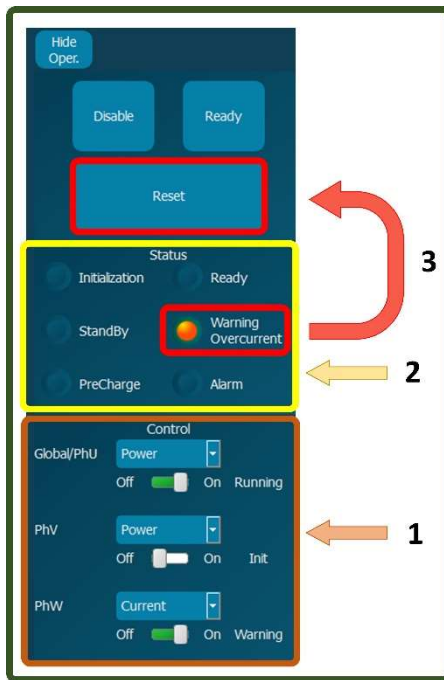 Hide
Oper.
Disable
Ready
Reset
3
Status
Initialization
Ready
StandBy
Warning
Overcurrent
2
PreCharge
Alarm
Control
Global/PhU
Power
Off
On
Running
PhV
Power
1
Off
On
Init
PhW
Current
Off
On
Warning